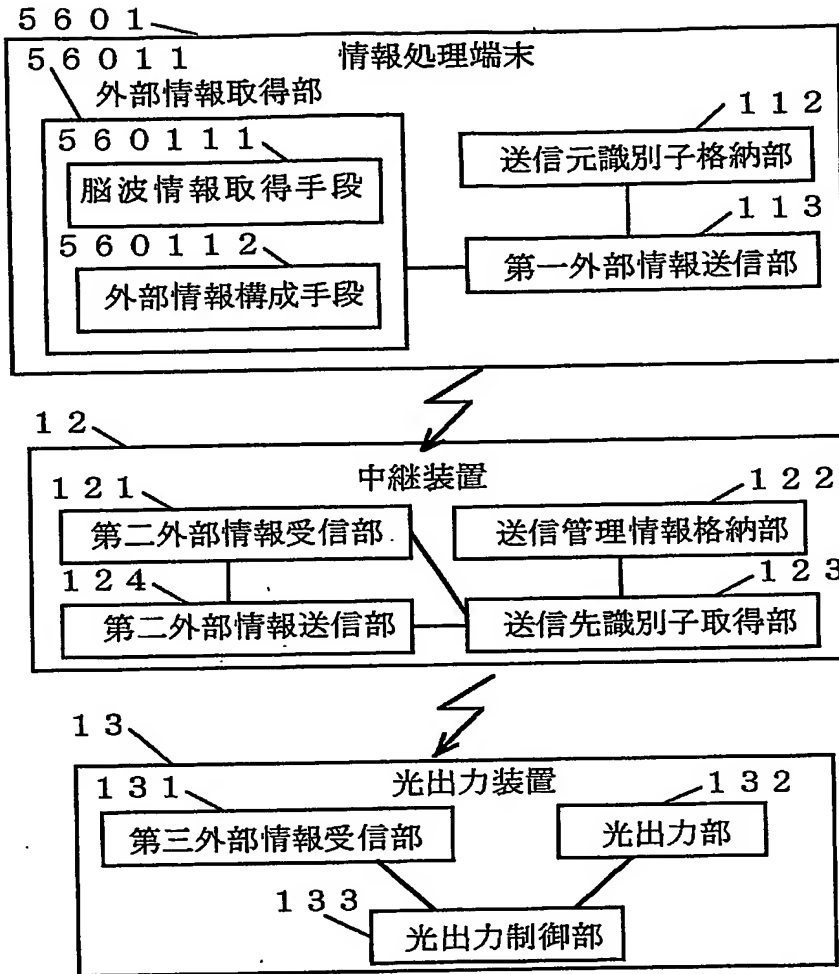 5601
情報処理端末
56011
外部情報取得部
560111
脳波情報取得手段
560112
外部情報構成手段
112
送信元識別子格納部
113
第一外部情報送信部
12
中継装置
121
第二外部情報受信部
122
送信管理情報格納部
124
第二外部情報送信部
123
送信先識別子取得部
13
光出力装置
131
第三外部情報受信部
132
光出力部
133
光出力制御部